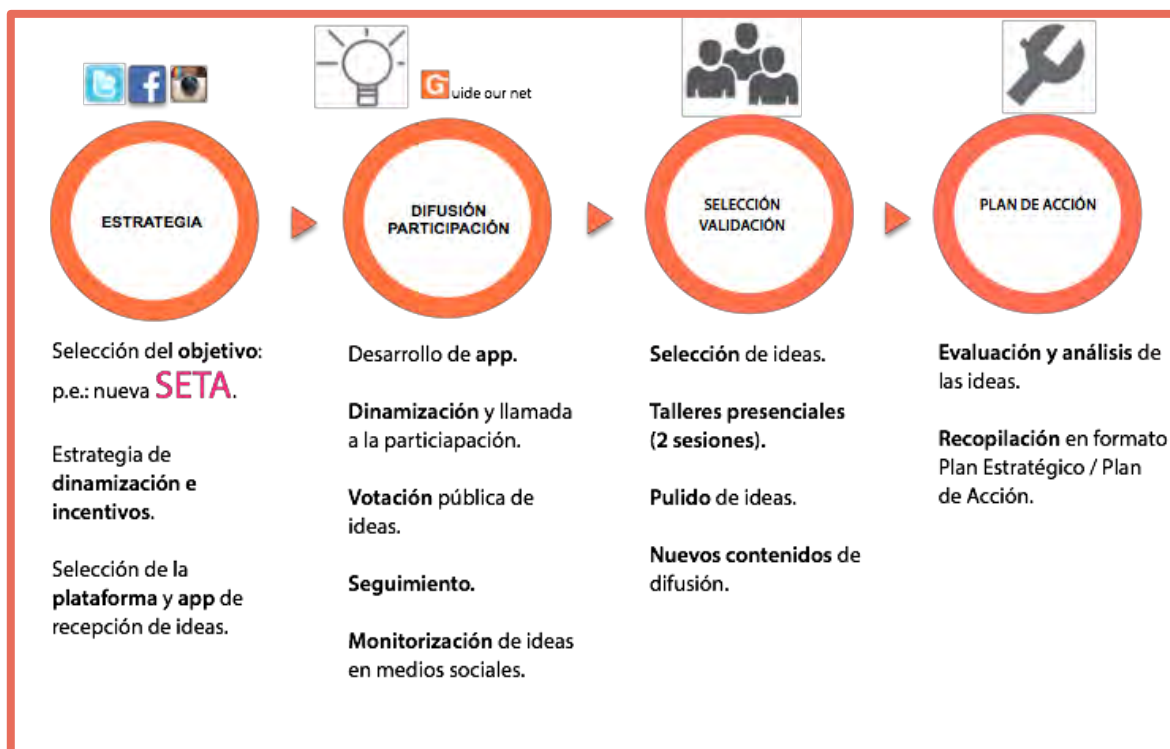 G uide our net
ESTRATEGIA
Selección del objetivo:
p.e.: nueva SETA.
Estrategia de
dinamización e
incentivos.
Selección de la
plataforma y app de
recepción de ideas.
DIFUSIÓN
PARTICIPACIÓN
Desarrollo de app.
Dinamización y llamada
a la particiapación.
Votación pública de
ideas.
Seguimiento.
Monitorización de ideas
en medios sociales.
SELECCIÓN
VALIDACIÓN
Selección de ideas.
Talleres presenciales
(2 sesiones).
Pulido de ideas.
Nuevos contenidos de
difusión.
PLAN DE ACCIÓN
Evaluación y análisis de
las ideas.
Recopilación en formato
Plan Estratégico / Plan
de Acción.